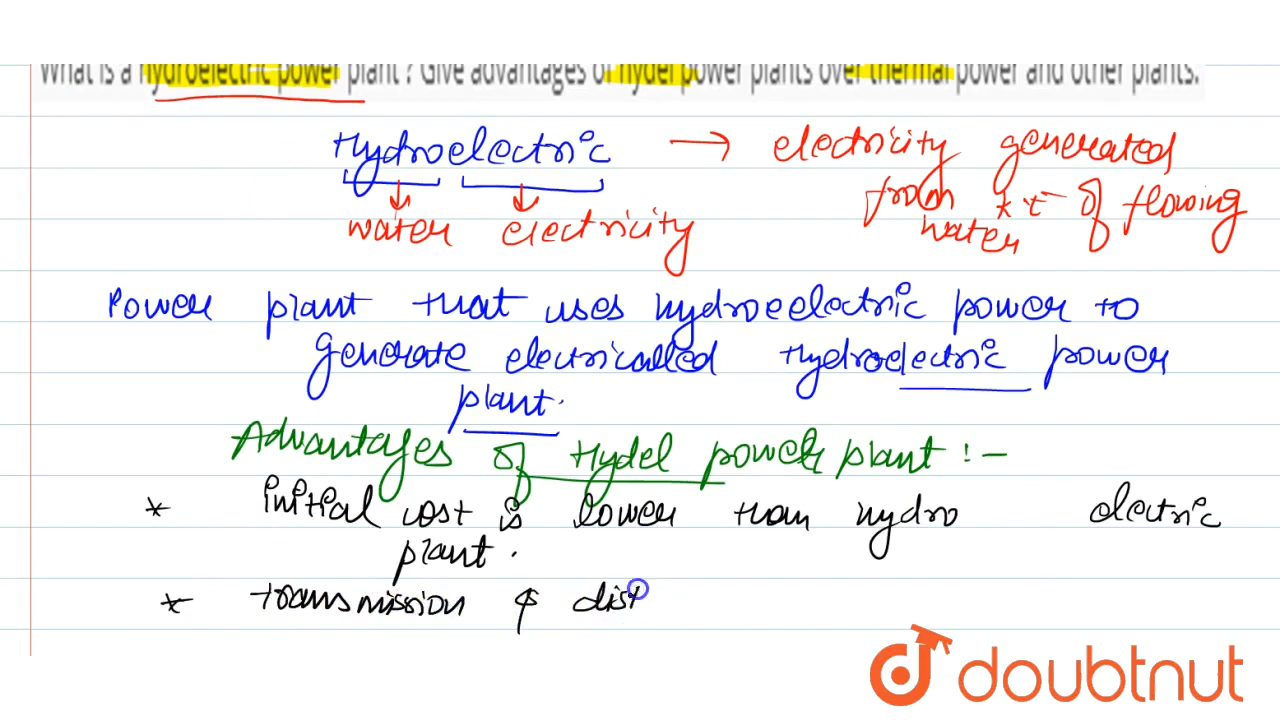 What is a hydroelectric power plant ? Give advantages of hydel power plants over thermal power and other plants.
Hydroelectric → electricity generated
from k.E of flowing
water electricity water
Power plant that uses hydroelectric power to
generate electricalled Hydroelectric power
plant.
Advantages of Hydel power plant :-
* Initial cost is lower than hydro electric
plant.
* transmission & dist
doubtnut